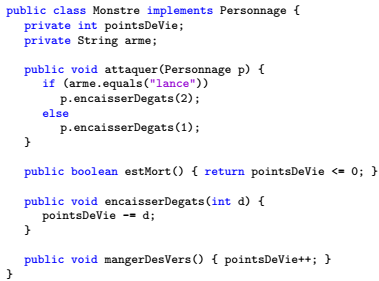 public class Monstre implements Personnage {
   private int pointsDeVie;
   private String arme;

   public void attaquer(Personnage p) {
      if (arme.equals("lance"))
         p.encaisserDegats(2);
      else
         p.encaisserDegats(1);
   }

   public boolean estMort() { return pointsDeVie <= 0; }

   public void encaisserDegats(int d) {
      pointsDeVie -= d;
   }

   public void mangerDesVers() { pointsDeVie++; }
}